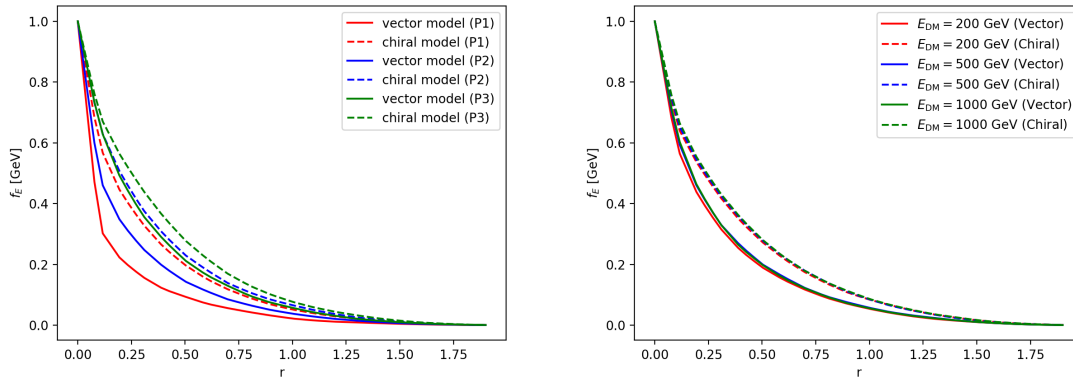 1.0
0.8
0.6
0.4
0.2
0.0
f_E [GeV]
0.00 0.25 0.50 0.75 1.00 1.25 1.50 1.75
r
vector model (P1)
chiral model (P1)
vector model (P2)
chiral model (P2)
vector model (P3)
chiral model (P3)
1.0
0.8
0.6
0.4
0.2
0.0
f_E [GeV]
0.00 0.25 0.50 0.75 1.00 1.25 1.50 1.75
r
E_DM = 200 GeV (Vector)
E_DM = 200 GeV (Chiral)
E_DM = 500 GeV (Vector)
E_DM = 500 GeV (Chiral)
E_DM = 1000 GeV (Vector)
E_DM = 1000 GeV (Chiral)